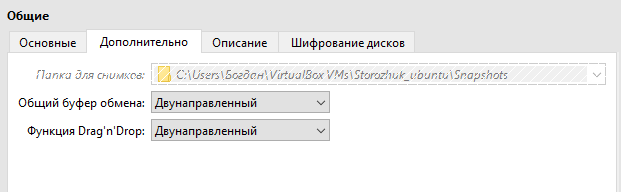 Общие
Основные Дополнительно Описание Шифрование дисков
Папка для снимков: C:\Users\Богдан\VirtualBox VMs\Storozhuk_ubuntu\Snapshots
Общий буфер обмена: Двунаправленный
Функция Drag'n'Drop: Двунаправленный